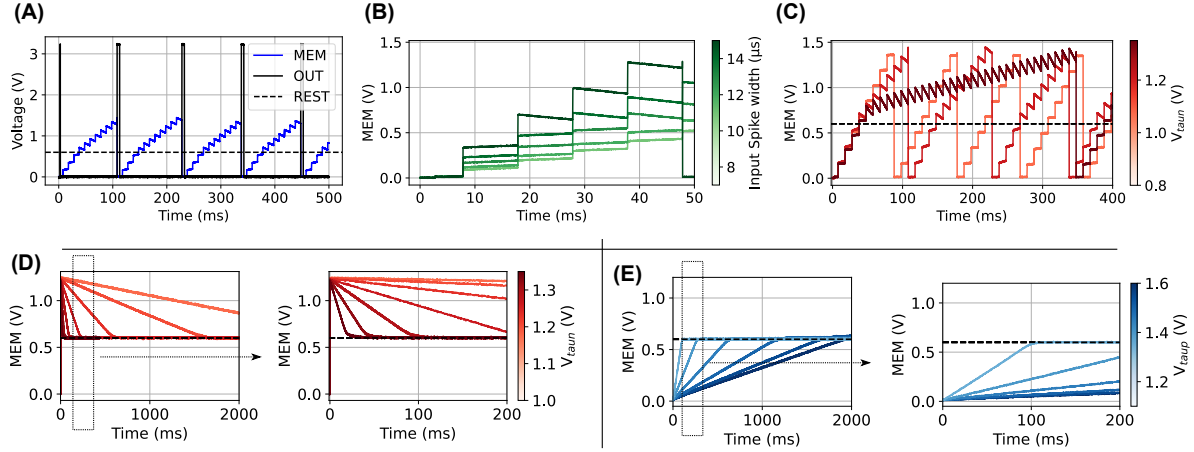 (A)
Voltage (V)
3
2
1
0
0 100 200 300 400 500
Time (ms)
MEM
OUT
REST
(B)
MEM (V)
1.5
1.0
0.5
0.0
0 10 20 30 40 50
Time (ms)
14
12
10
8
Input Spike width (µs)
(C)
MEM (V)
1.5
1.0
0.5
0.0
0 100 200 300 400
Time (ms)
1.2
1.0
0.8
Vtaun (V)
(D)
MEM (V)
1.0
0.5
0.0
0 1000 2000
Time (ms)
MEM (V)
1.0
0.5
0.0
0 100 200
Time (ms)
1.3
1.2
1.1
1.0
Vtaun (V)
(E)
MEM (V)
1.0
0.5
0.0
0 1000 2000
Time (ms)
MEM (V)
1.0
0.5
0.0
0 100 200
Time (ms)
1.6
1.4
1.2
Vtaup (V)